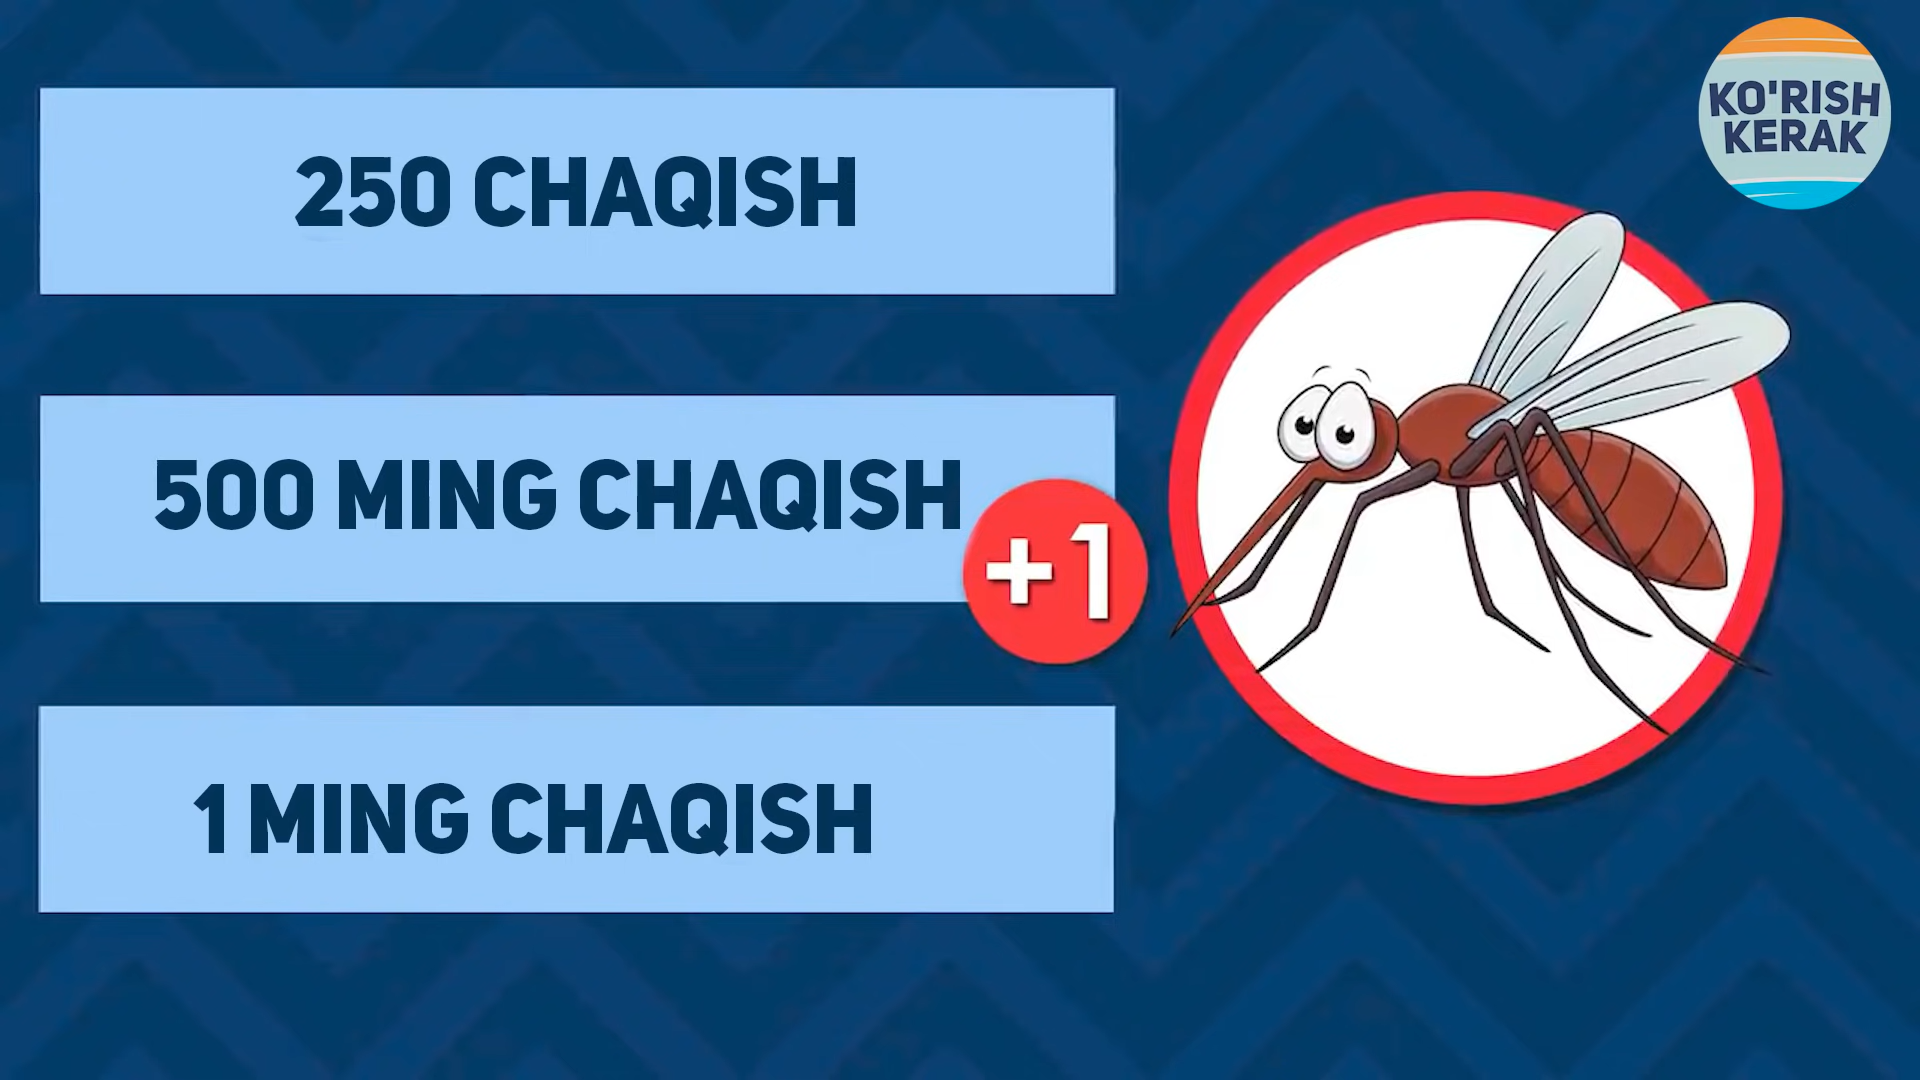 KO'RISH
KERAK
250 CHAQISH
500 MING CHAQISH
+1
1 MING CHAQISH